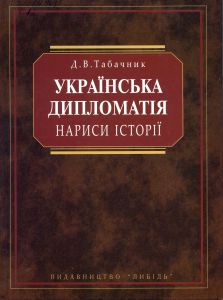 Д.В.Табачник
УКРАЇНСЬКА
ДИПЛОМАТІЯ
НАРИСИ ІСТОРІЇ
ВИДАВНИЦТВО "ЛИБІДЬ"